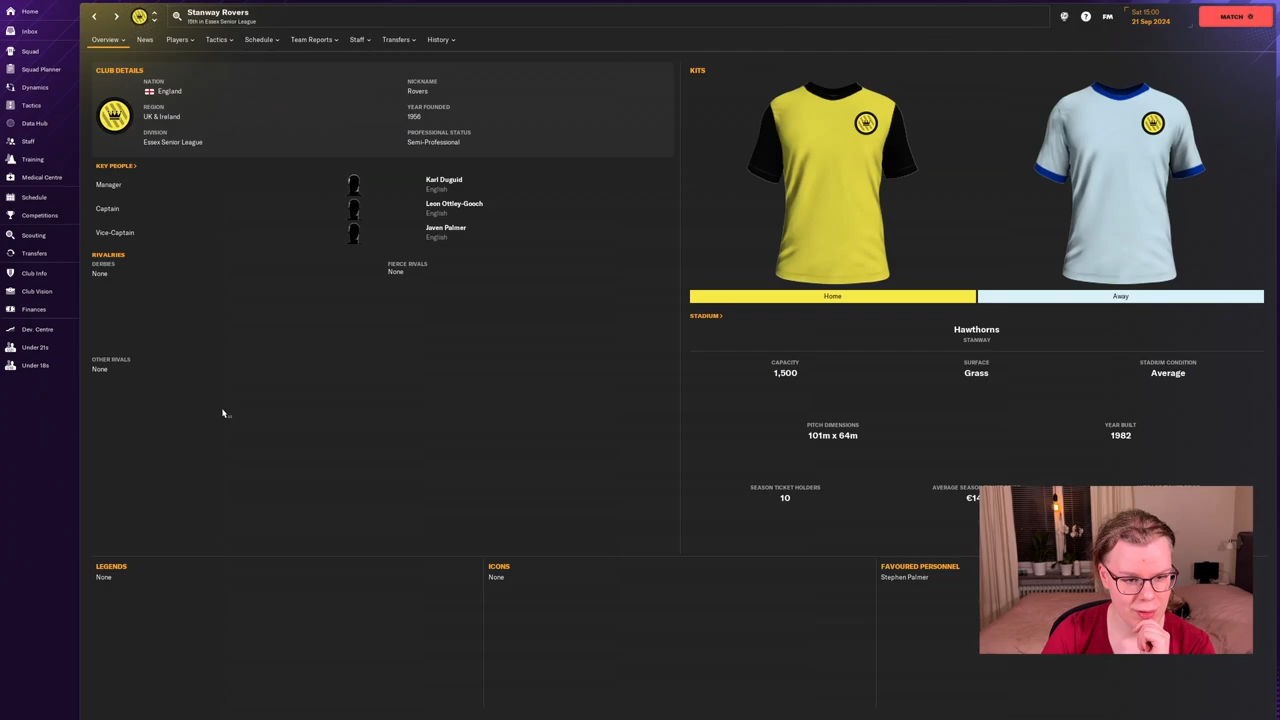 Home
Inbox
Squad
Squad Planner
Dynamics
Tactics
Data Hub
Staff
Training
Medical Centre
Schedule
Competitions
Scouting
Transfers
Club Info
Club Vision
Finances
Dev. Centre
Under 21s
Under 18s
Stanway Rovers
15th in Essex Senior League
FM
Sat 15:00
21 Sep 2024
MATCH
Overview
News
Players
Tactics
Schedule
Team Reports
Staff
Transfers
History
CLUB DETAILS
NATION
England
NICKNAME
Rovers
REGION
UK & Ireland
YEAR FOUNDED
1956
DIVISION
Essex Senior League
PROFESSIONAL STATUS
Semi-Professional
KEY PEOPLE >
Manager
Karl Duguid
English
Captain
Leon Ottley-Gooch
English
Vice-Captain
Javen Palmer
English
RIVALRIES
DERBIES
None
FIERCE RIVALS
None
OTHER RIVALS
None
KITS
Home
Away
STADIUM >
Hawthorns
STANWAY
CAPACITY
1,500
SURFACE
Grass
STADIUM CONDITION
Average
PITCH DIMENSIONS
101m x 64m
YEAR BUILT
1982
SEASON TICKET HOLDERS
10
AVERAGE
LEGENDS
None
ICONS
None
FAVOURED PERSONNEL
Stephen Palmer